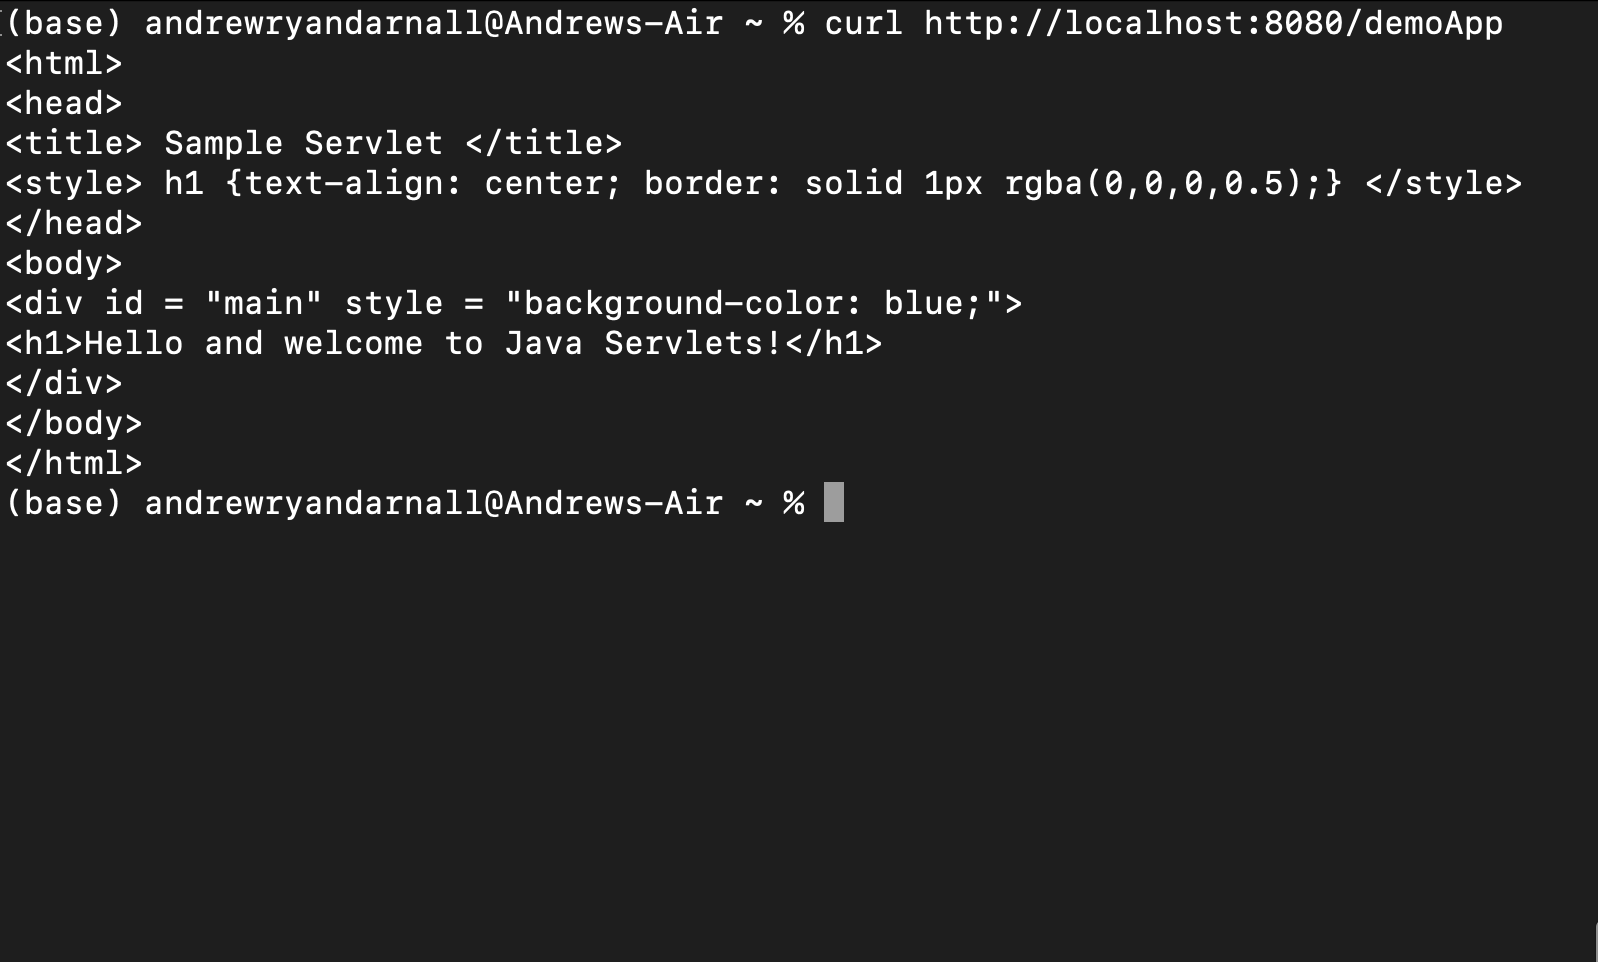 (base) andrewryandarnall@Andrews-Air ~ % curl http://localhost:8080/demoApp
<html>
<head>
<title> Sample Servlet </title>
<style> h1 {text-align: center; border: solid 1px rgba(0,0,0,0.5);} </style>
</head>
<body>
<div id = "main" style = "background-color: blue;">
<h1>Hello and welcome to Java Servlets!</h1>
</div>
</body>
</html>
(base) andrewryandarnall@Andrews-Air ~ %